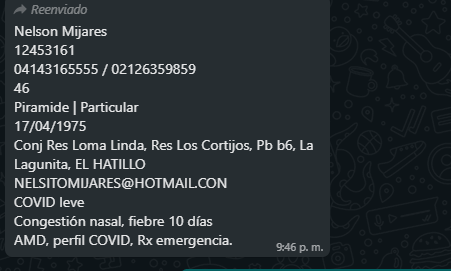 Reenviado
Nelson Mijares
12453161
04143165555 / 02126359859
46
Piramide | Particular
17/04/1975
Conj Res Loma Linda, Res Los Cortijos, Pb b6, La
Lagunita, EL HATILLO
NELSITOMIJARES@HOTMAIL.CON
COVID leve
Congestión nasal, fiebre 10 días
AMD, perfil COVID, Rx emergencia.
9:46 p. m.